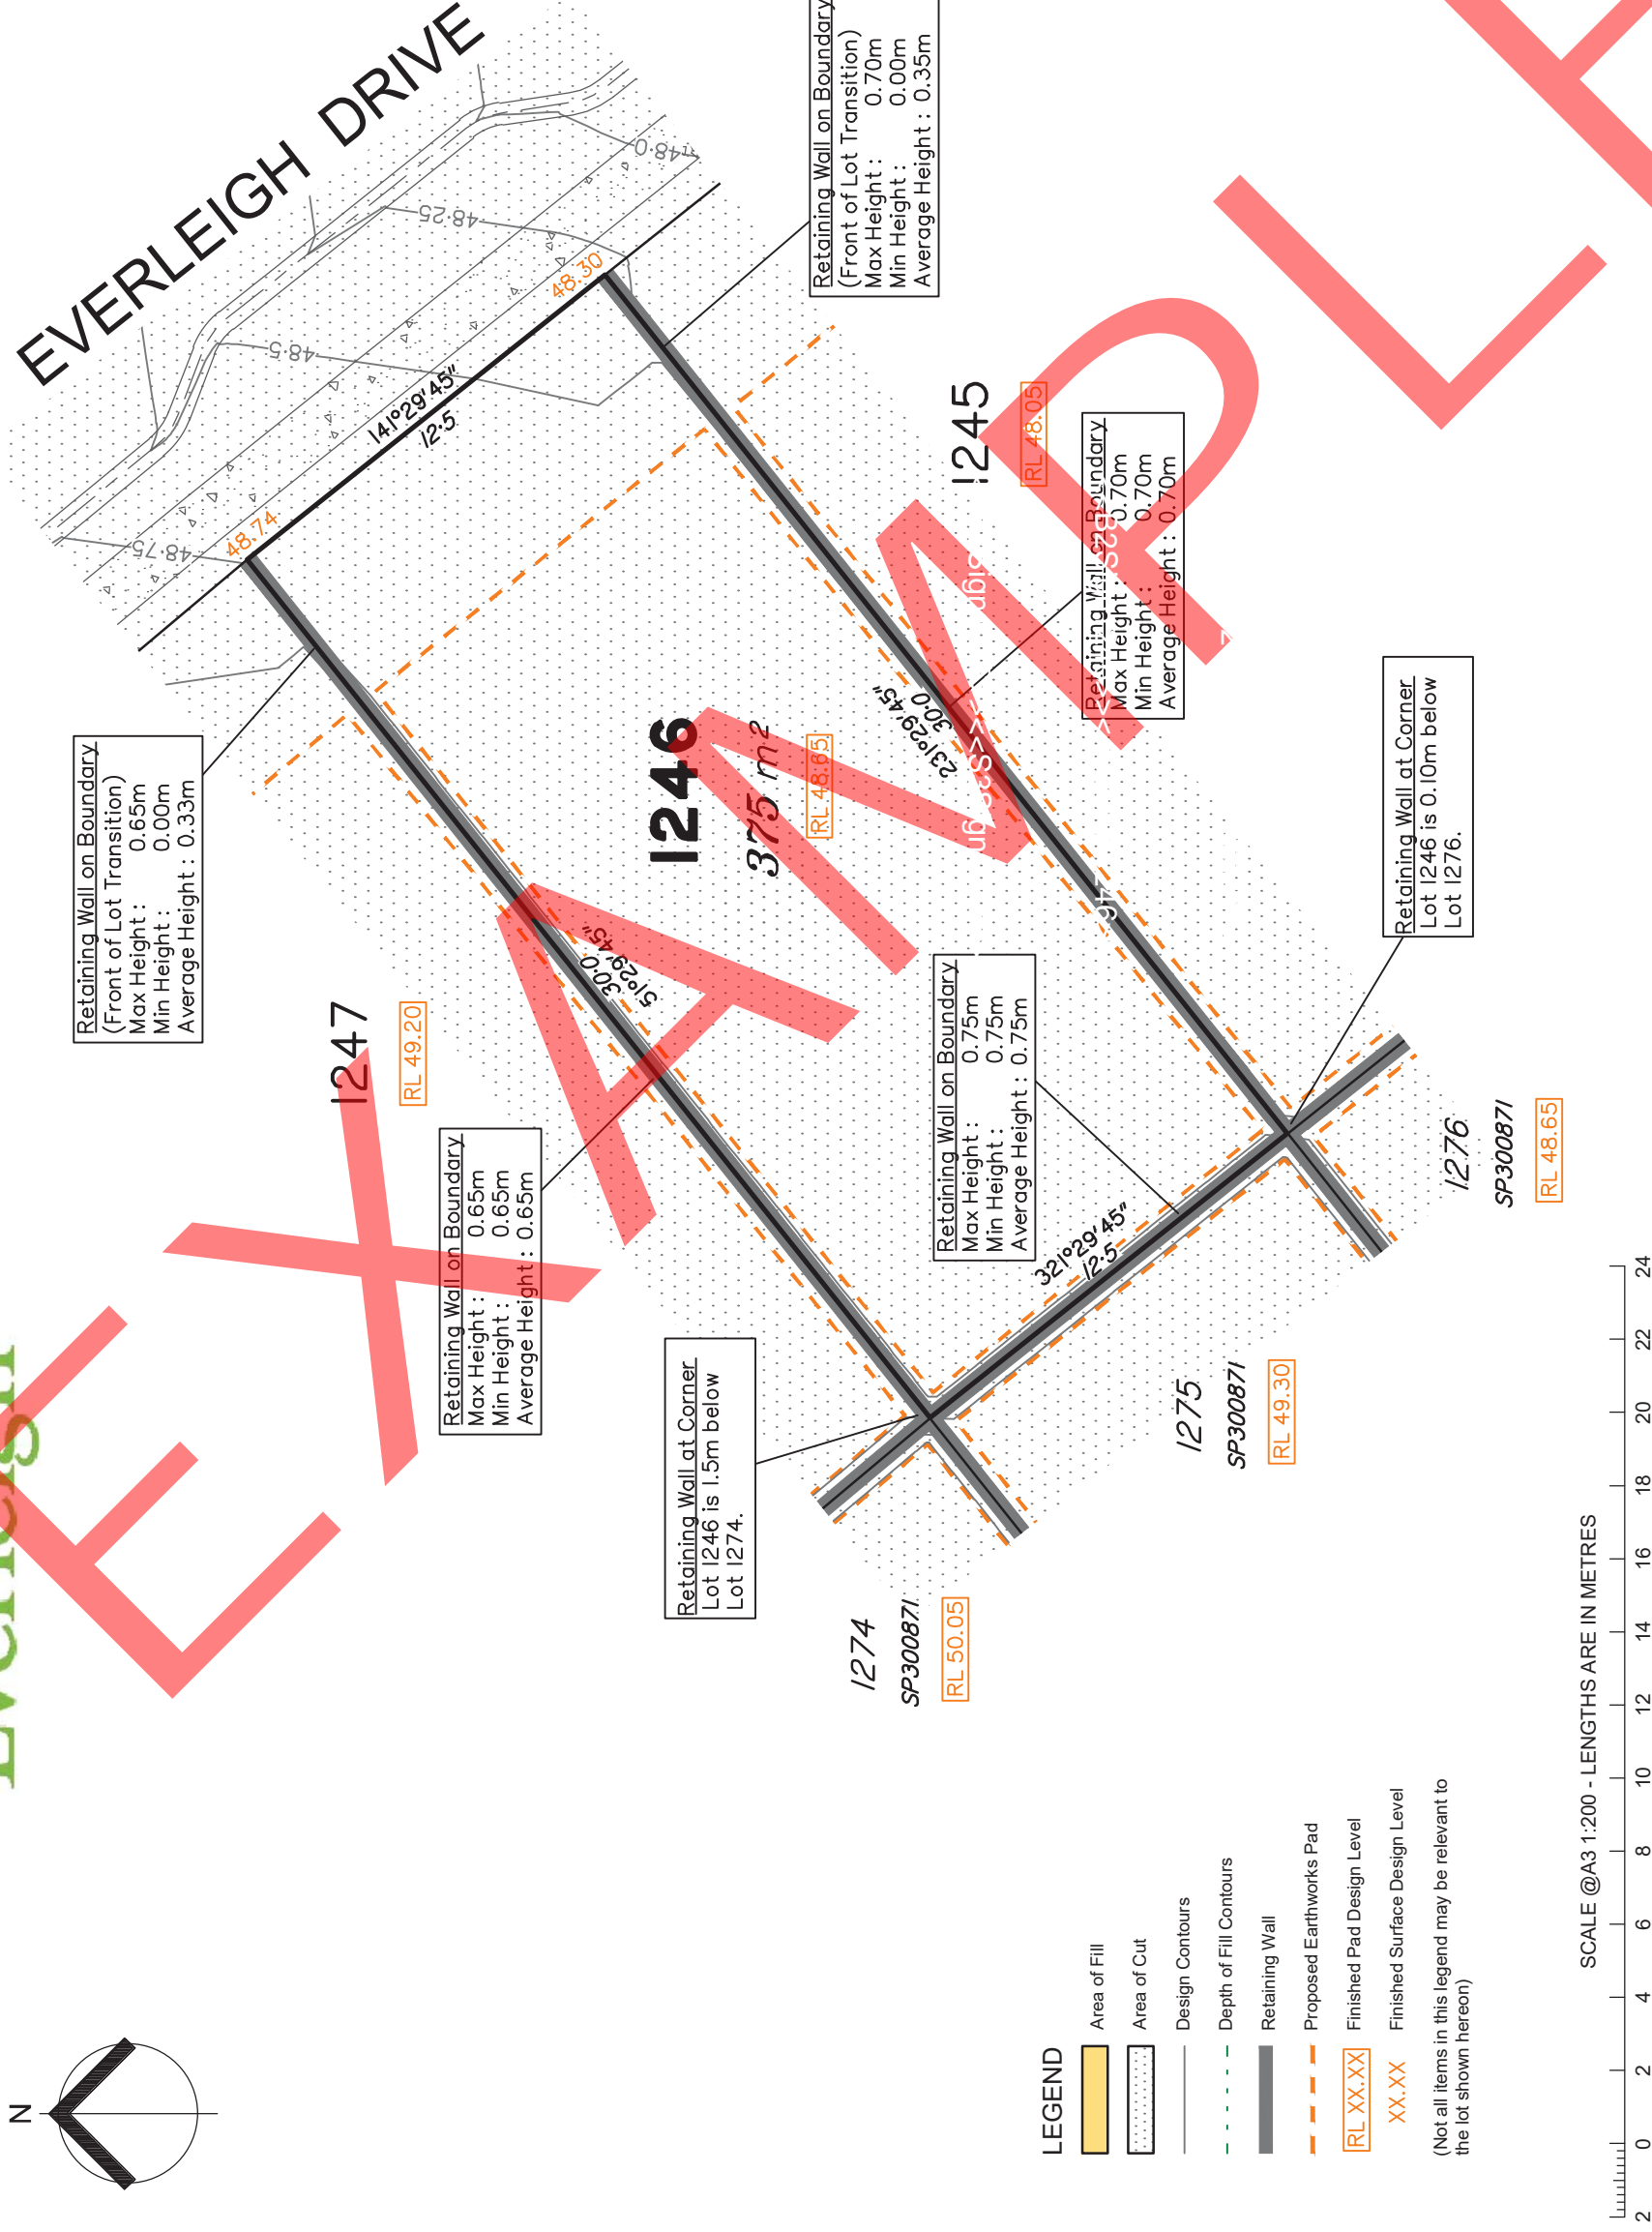 EVERLEIGH DRIVE
48·0
48·25
48·5
48·75
48.30
48.74
141°29'45"
12·5
Retaining Wall on Boundary
(Front of Lot Transition)
Max Height : 0.70m
Min Height : 0.00m
Average Height : 0.35m
Retaining Wall on Boundary
(Front of Lot Transition)
Max Height : 0.65m
Min Height : 0.00m
Average Height : 0.33m
1247
RL 49.20
1246
375 m²
RL 48.65
1245
RL 48.05
Retaining Wall on Boundary
Max Height : 0.70m
Min Height : 0.70m
Average Height : 0.70m
231°29'45"
30·0
30·0
51°29'45"
Retaining Wall on Boundary
Max Height : 0.65m
Min Height : 0.65m
Average Height : 0.65m
Retaining Wall on Boundary
Max Height : 0.75m
Min Height : 0.75m
Average Height : 0.75m
321°29'45"
12·5
Retaining Wall at Corner
Lot 1246 is 0.10m below
Lot 1276.
Retaining Wall at Corner
Lot 1246 is 1.5m below
Lot 1274.
1274
SP300871
RL 50.05
1275
SP300871
RL 49.30
1276
SP300871
RL 48.65
N
LEGEND
Area of Fill
Area of Cut
Design Contours
Depth of Fill Contours
Retaining Wall
Proposed Earthworks Pad
RL XX.XX Finished Pad Design Level
XX.XX Finished Surface Design Level
(Not all items in this legend may be relevant to
the lot shown hereon)
SCALE @A3 1:200 - LENGTHS ARE IN METRES
2 0 2 4 6 8 10 12 14 16 18 20 22 24
EXAMPLE